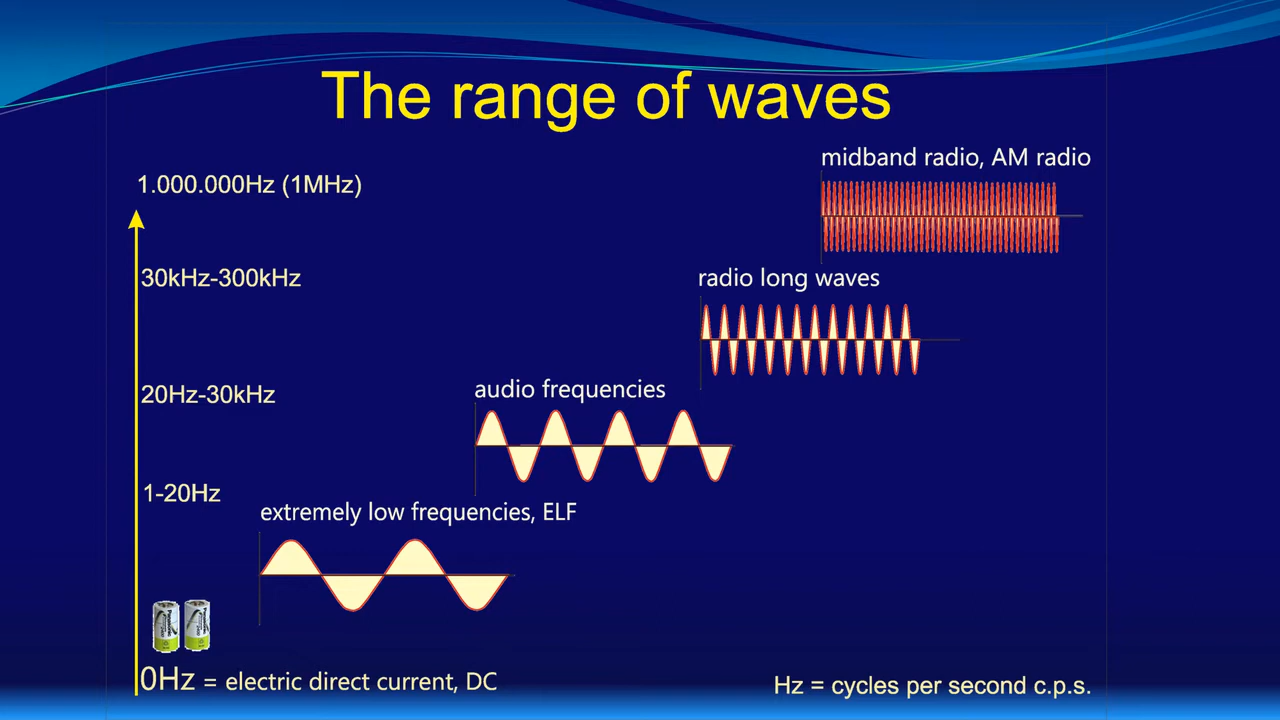 The range of waves
midband radio, AM radio
1.000.000Hz (1MHz)
30kHz-300kHz
radio long waves
20Hz-30kHz
audio frequencies
1-20Hz
extremely low frequencies, ELF
0Hz = electric direct current, DC
Hz = cycles per second c.p.s.